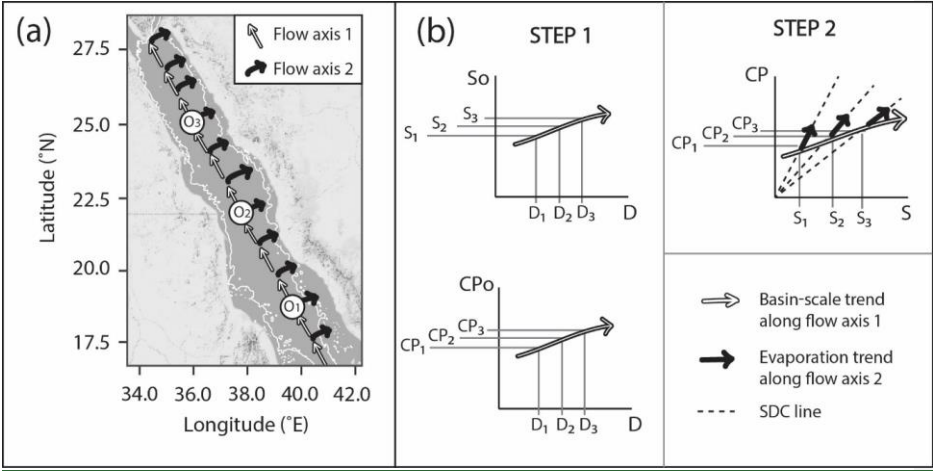 (a)
Flow axis 1
Flow axis 2
27.5
25.0
22.5
20.0
17.5
Latitude (°N)
O3
O2
O1
34.0 36.0 38.0 40.0 42.0
Longitude (°E)
(b)
STEP 1
So
S3
S2
S1
D1 D2 D3 D
CPo
CP3
CP2
CP1
D1 D2 D3 D
STEP 2
CP
CP3
CP2
CP1
S1 S2 S3 S
Basin-scale trend
along flow axis 1
Evaporation trend
along flow axis 2
SDC line